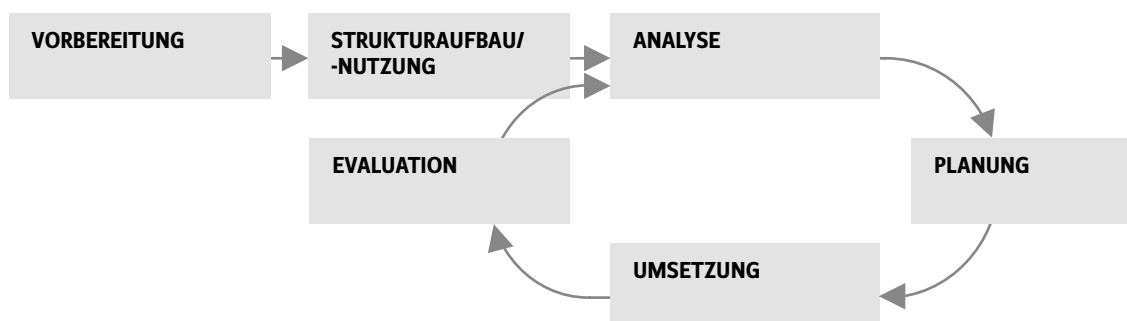 VORBEREITUNG
STRUKTURAUFBAU/
-NUTZUNG
ANALYSE
PLANUNG
UMSETZUNG
EVALUATION